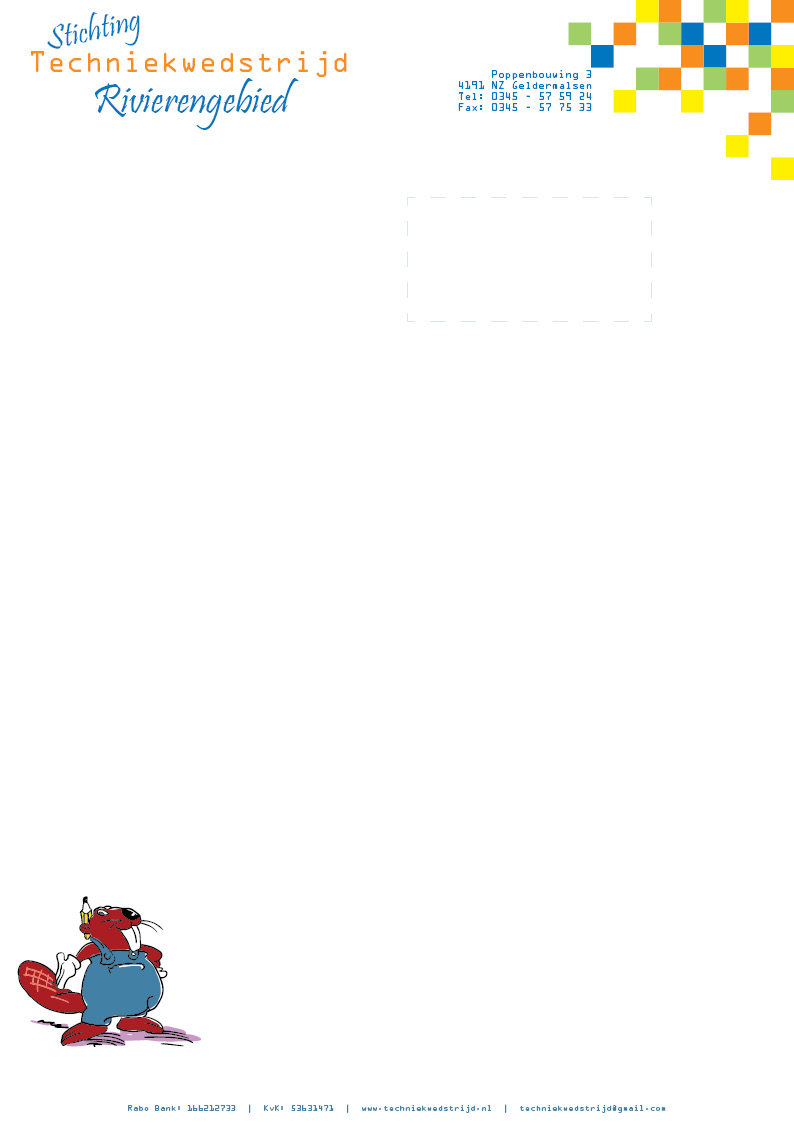 Stichting
Techniekwedstrijd
Rivierengebied
Poppenbouwing 3
4191 NZ Geldermalsen
Tel: 0345 - 57 59 24
Fax: 0345 - 57 75 33
Rabo Bank: 166212733 | KvK: 53631471 | www.techniekwedstrijd.nl | techniekwedstrijd@gmail.com